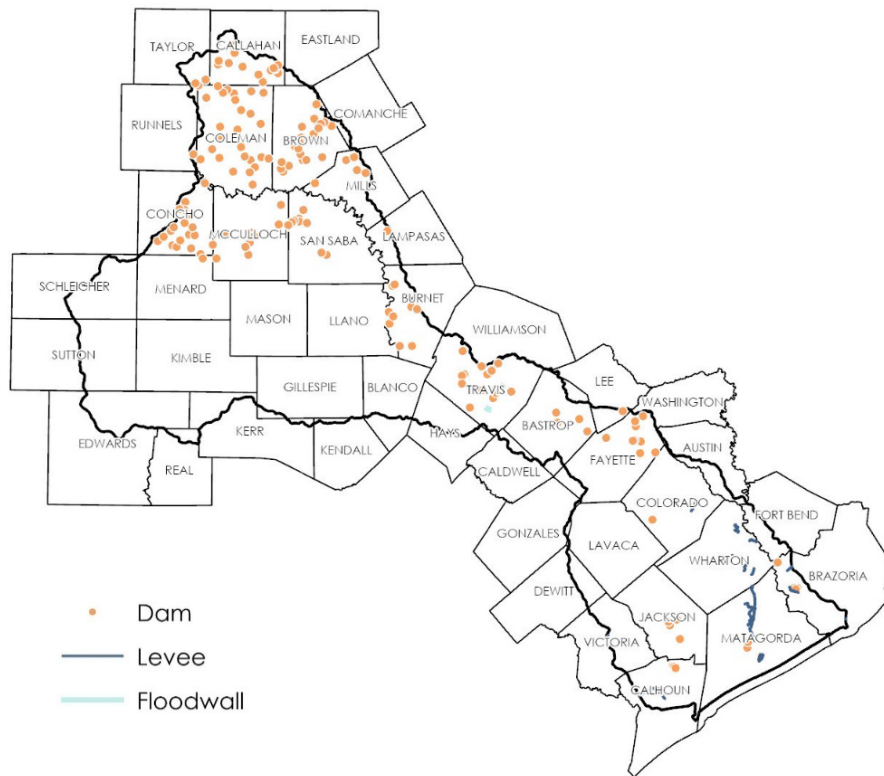 TAYLOR
CALLAHAN
EASTLAND
RUNNELS
COLEMAN
BROWN
COMANCHE
MILLS
CONCHO
MCCULLOCH
SAN SABA
LAMPASAS
SCHLEICHER
MENARD
MASON
LLANO
BURNET
WILLIAMSON
SUTTON
KIMBLE
GILLESPIE
BLANCO
TRAVIS
LEE
WASHINGTON
EDWARDS
REAL
KERR
KENDALL
HAYS
BASTROP
CALDWELL
FAYETTE
AUSTIN
GONZALES
COLORADO
FORT BEND
LAVACA
WHARTON
BRAZORIA
DEWITT
JACKSON
MATAGORDA
VICTORIA
CALHOUN
Dam
Levee
Floodwall